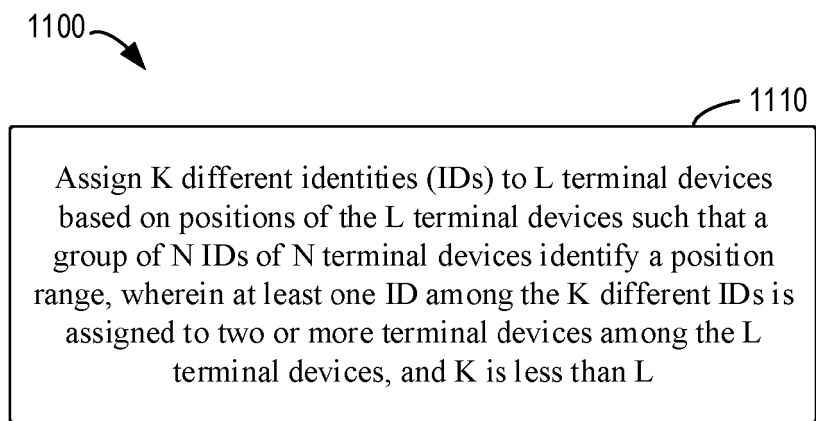 1100
1110
Assign K different identities (IDs) to L terminal devices
based on positions of the L terminal devices such that a
group of N IDs of N terminal devices identify a position
range, wherein at least one ID among the K different IDs is
assigned to two or more terminal devices among the L
terminal devices, and K is less than L